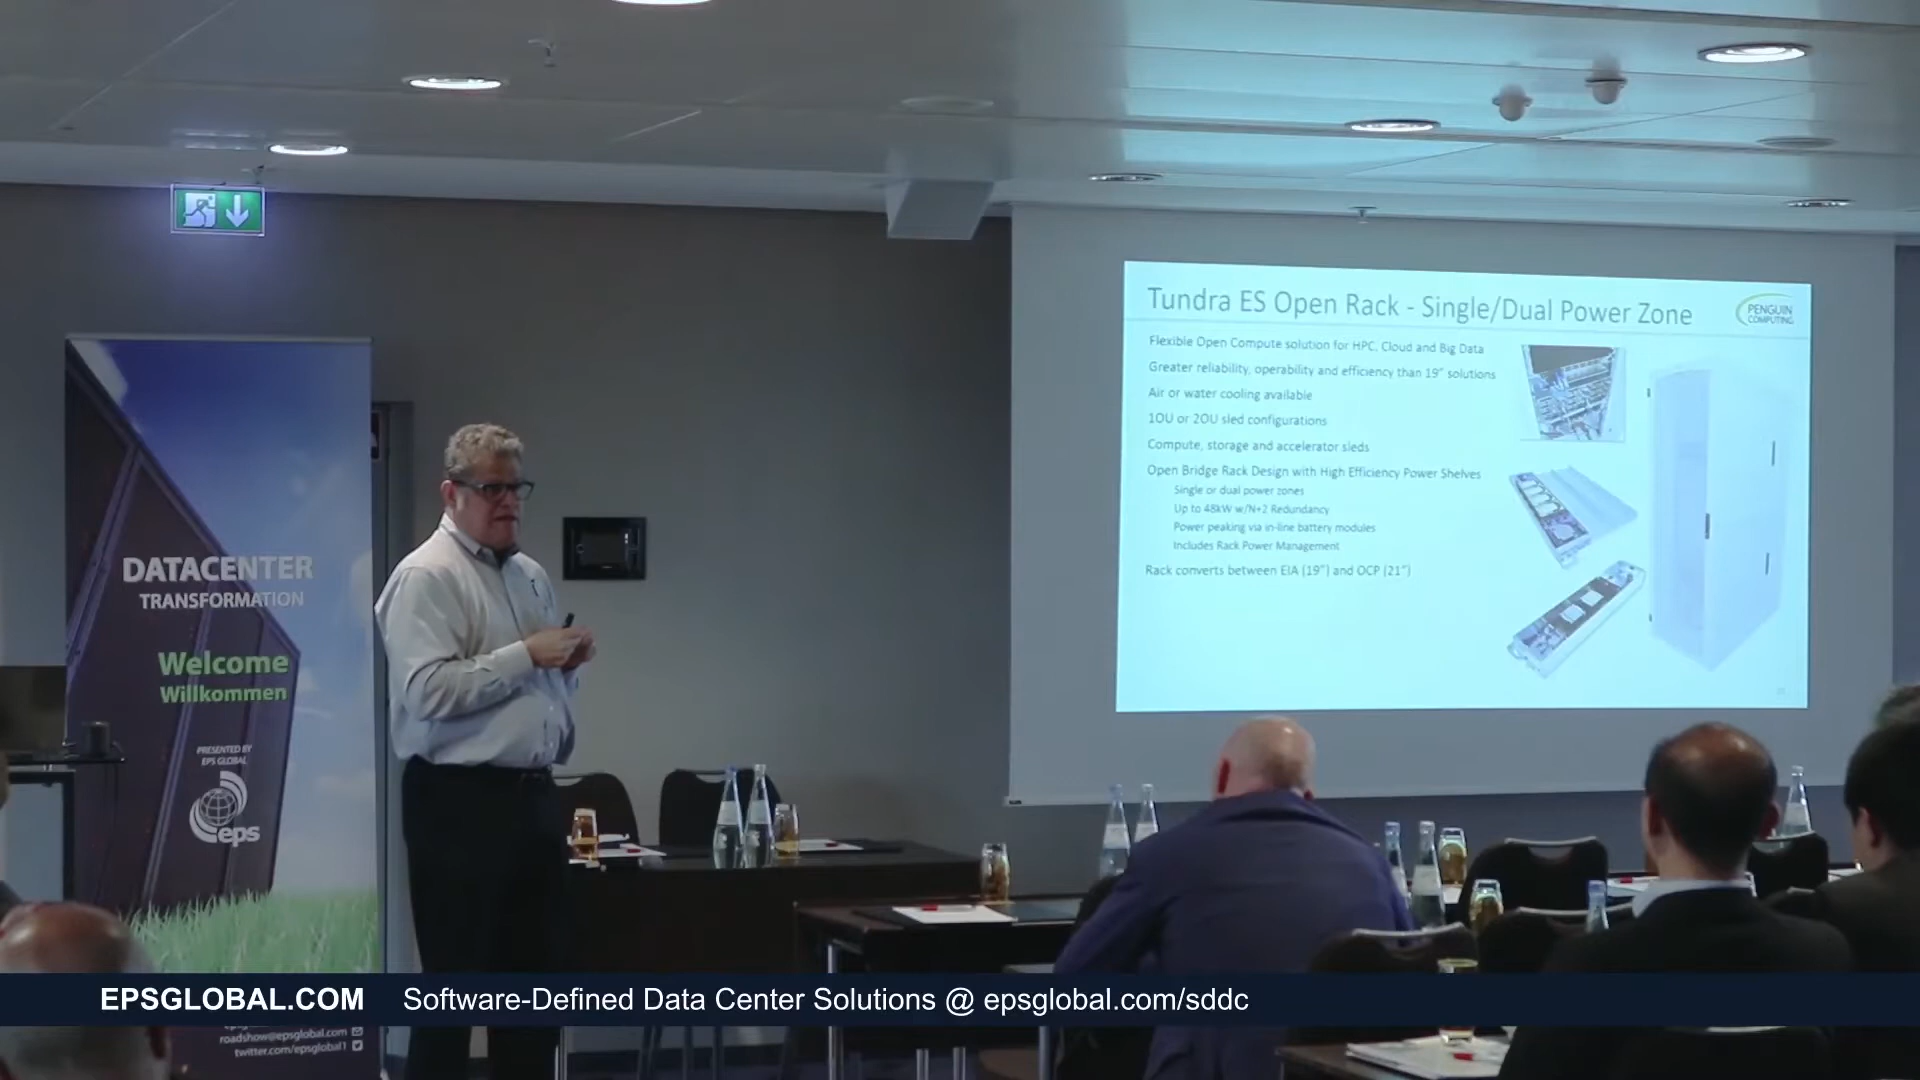 Tundra ES Open Rack - Single/Dual Power Zone
PENGUIN
COMPUTING
Flexible Open Compute solution for HPC, Cloud and Big Data
Greater reliability, operability and efficiency than 19" solutions
Air or water cooling available
1OU or 2OU sled configurations
Compute, storage and accelerator sleds
Open Bridge Rack Design with High Efficiency Power Shelves
Single or dual power zones
Up to 48kW w/N+2 Redundancy
Power peaking via in-line battery modules
Includes Rack Power Management
Rack converts between EIA (19") and OCP (21")
DATACENTER
TRANSFORMATION
Welcome
Willkommen
PRESENTED BY
EPS GLOBAL
eps
EPSGLOBAL.COM Software-Defined Data Center Solutions @ epsglobal.com/sddc
roadshow@epsglobal.com
twitter.com/epsglobal1